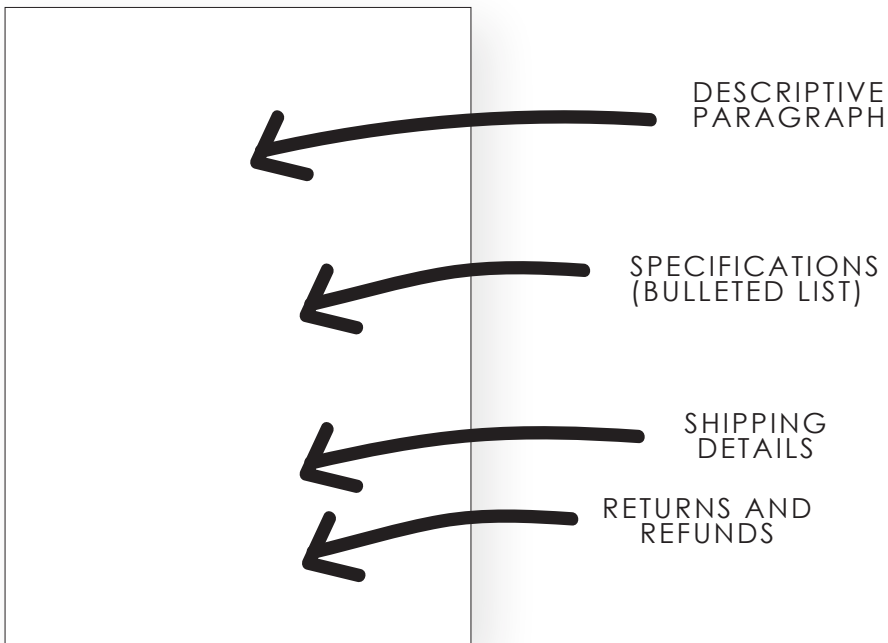 DESCRIPTIVE
PARAGRAPH
SPECIFICATIONS
(BULLETED LIST)
SHIPPING
DETAILS
RETURNS AND
REFUNDS